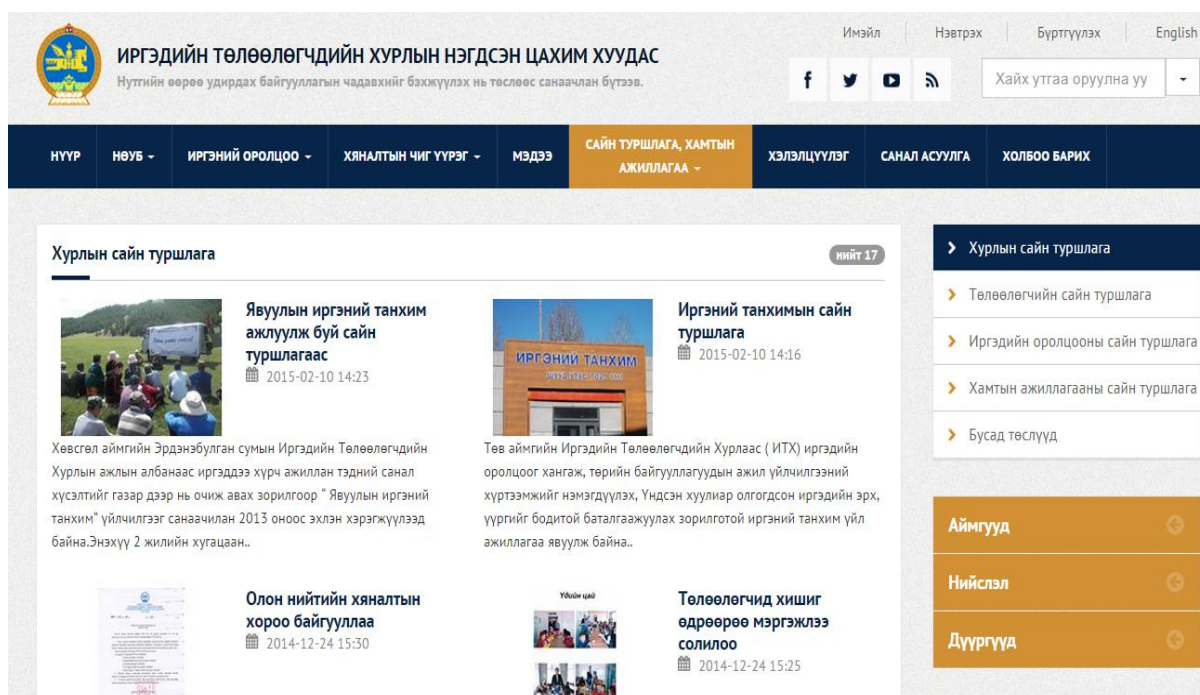 Имэйл Нэвтрэх Бүртгүүлэх English
ИРГЭДИЙН ТӨЛӨӨЛӨГЧДИЙН ХУРЛЫН НЭГДСЭН ЦАХИМ ХУУДАС
Нутгийн өөрөө удирдах байгууллагын чадавхийг бэхжүүлэх нь төслөөс санаачлан бүтээв.
Хайх утгаа оруулна уу
НҮҮР НӨУБ ИРГЭНИЙ ОРОЛЦОО ХЯНАЛТЫН ЧИГ ҮҮРЭГ МЭДЭЭ САЙН ТУРШЛАГА, ХАМТЫН
АЖИЛЛАГАА ХЭЛЭЛЦҮҮЛЭГ САНАЛ АСУУЛГА ХОЛБОО БАРИХ
Хурлын сайн туршлага
нийт 17
Явуулын иргэний танхим
ажлуулж буй сайн
туршлагаас
2015-02-10 14:23
Хөвсгөл аймгийн Эрдэнэбулган сумын Иргэдийн Төлөөлөгчдийн
Хурлын ажлын албанаас иргэддээ хүрч ажиллан тэдний санал
хүсэлтийг газар дээр нь очиж авах зорилгоор “ Явуулын иргэний
танхим” үйлчилгээг санаачилан 2013 оноос эхлэн хэрэгжүүлээд
байна.Энэхүү 2 жилийн хугацаан..
ИРГЭНИЙ ТАНХИМ
Иргэний танхимын сайн
туршлага
2015-02-10 14:16
Төв аймгийн Иргэдийн Төлөөлөгчдийн Хурлаас ( ИТХ) иргэдийн
оролцоог хангаж, төрийн байгууллагуудын ажил үйлчилгээний
хүртээмжийг нэмэгдүүлэх, Үндсэн хуулиар олгогдсон иргэдийн эрх,
үүргийг бодитой баталгаажуулах зорилготой иргэний танхим үйл
ажиллагаа явуулж байна..
Олон нийтийн хяналтын
хороо байгууллаа
2014-12-24 15:30
Үдийн цай
Төлөөлөгчид хишиг
өдрөөрөө мэргэжлээ
солилоо
2014-12-24 15:25
Хурлын сайн туршлага
Төлөөлөгчийн сайн туршлага
Иргэдийн оролцооны сайн туршлага
Хамтын ажиллагааны сайн туршлага
Бусад төслүүд
Аймгууд
Нийслэл
Дүүргүүд